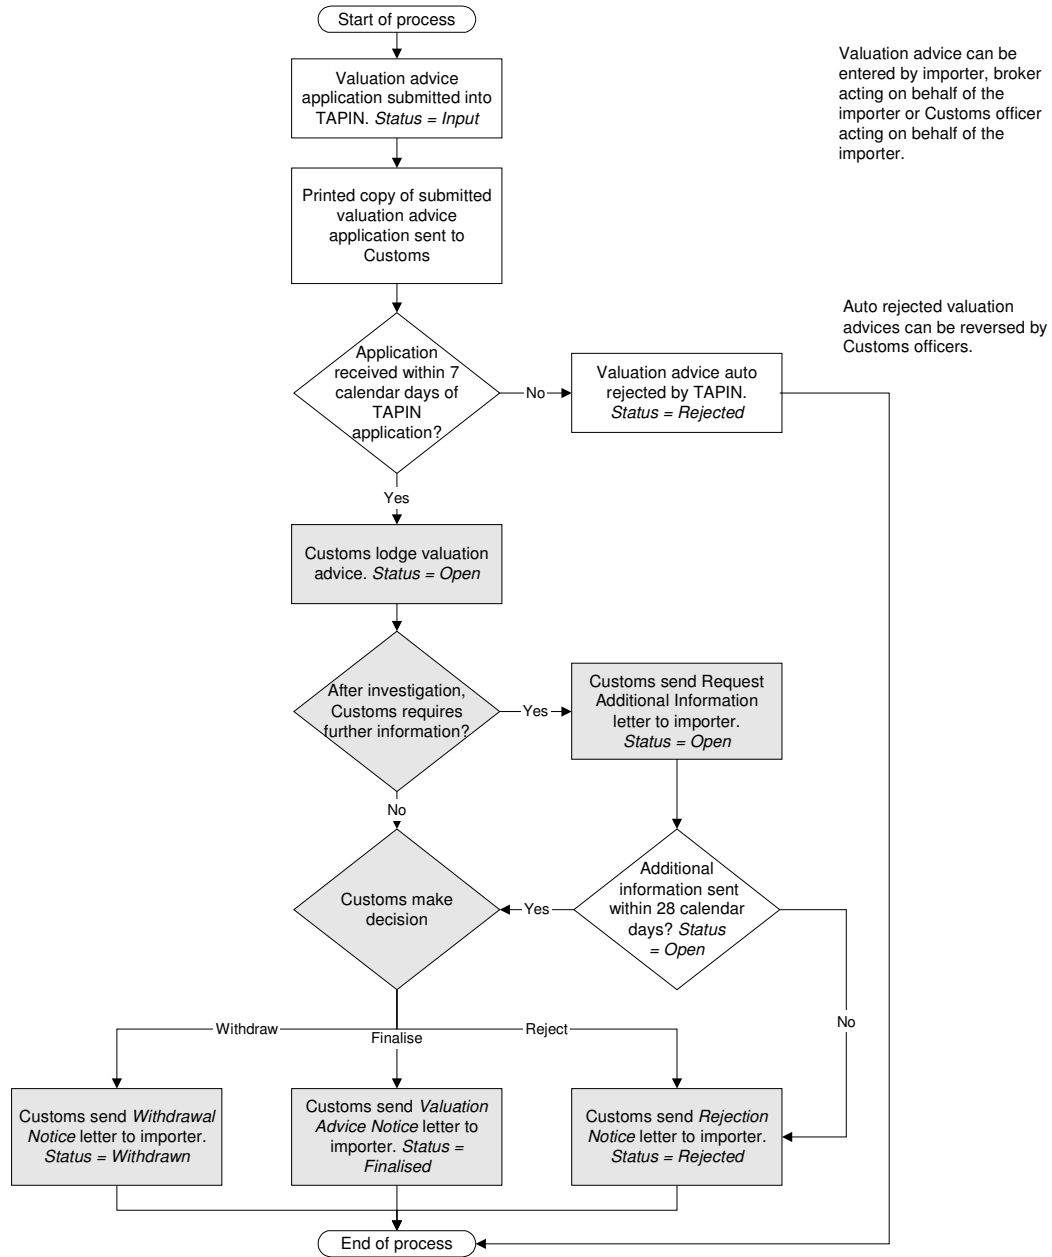 Start of process
Valuation advice
application submitted into
TAPIN. Status = Input
Valuation advice can be
entered by importer, broker
acting on behalf of the
importer or Customs officer
acting on behalf of the
importer.
Printed copy of submitted
valuation advice
application sent to
Customs
Auto rejected valuation
advices can be reversed by
Customs officers.
Application
received within 7
calendar days of
TAPIN
application?
No
Valuation advice auto
rejected by TAPIN.
Status = Rejected
Yes
Customs lodge valuation
advice. Status = Open
After investigation,
Customs requires
further information?
Yes
Customs send Request
Additional Information
letter to importer.
Status = Open
No
Customs make
decision
Yes
Additional
information sent
within 28 calendar
days? Status
= Open
No
Withdraw
Finalise
Reject
Customs send Withdrawal
Notice letter to importer.
Status = Withdrawn
Customs send Valuation
Advice Notice letter to
importer. Status =
Finalised
Customs send Rejection
Notice letter to importer.
Status = Rejected
End of process